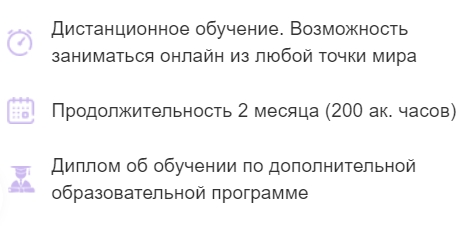 Дистанционное обучение. Возможность
заниматься онлайн из любой точки мира
Продолжительность 2 месяца (200 ак. часов)
Диплом об обучении по дополнительной
образовательной программе